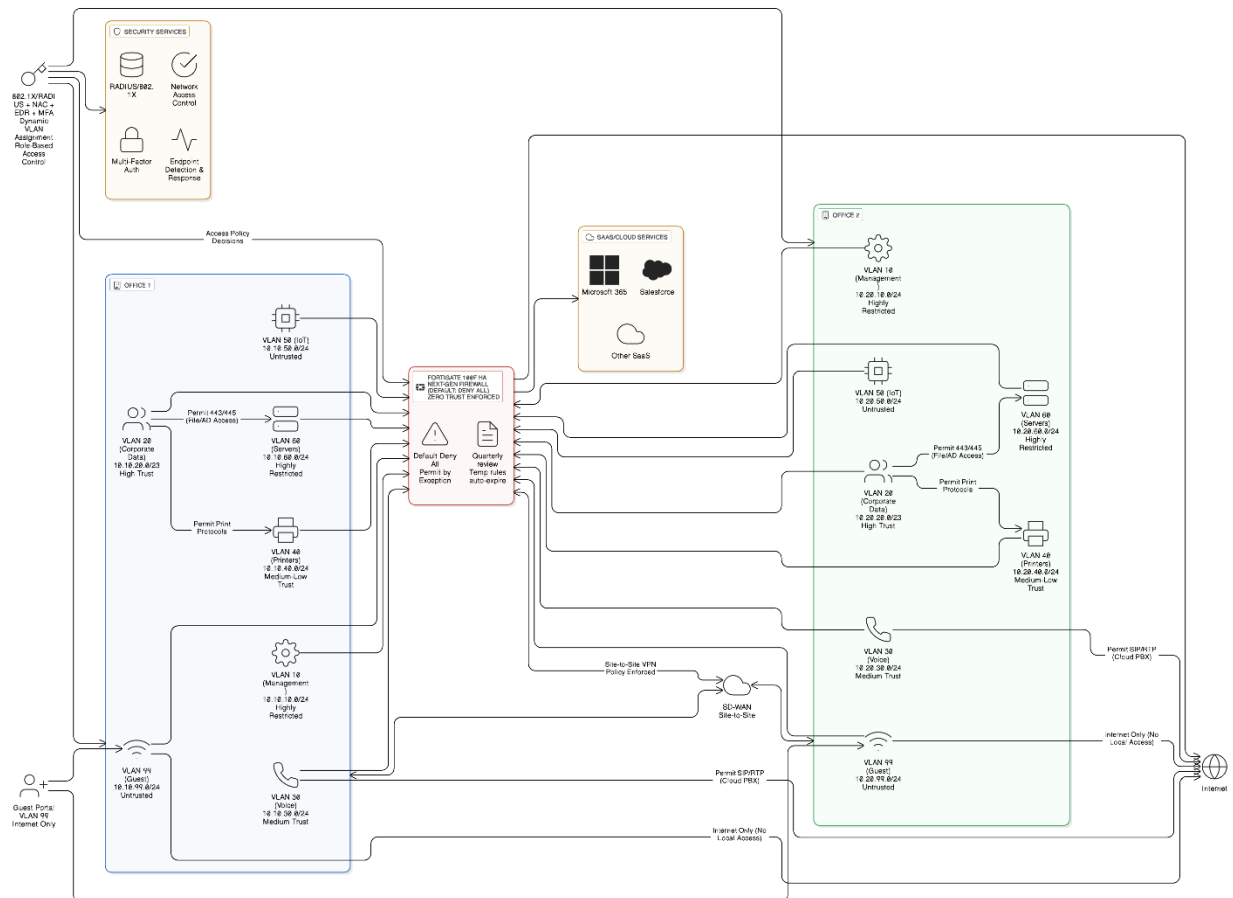 SECURITY SERVICES
RADIUS/802.
1X
Network
Access
Control
Multi-Factor
Auth
Endpoint
Detection &
Response
802.1X/RADI
US + NAC +
EDR + MFA
Dynamic
VLAN
Assignment
Role-Based
Access
Control
Access Policy
Decisions
OFFICE 1
VLAN 50 (IoT)
10.10.50.0/24
Untrusted
VLAN 20
(Corporate
Data)
10.10.20.0/23
High Trust
Permit 443/445
(File/AD Access)
VLAN 60
(Servers)
10.10.60.0/24
Highly
Restricted
Permit Print
Protocols
VLAN 40
(Printers)
10.10.40.0/24
Medium-Low
Trust
VLAN 10
(Management
)
10.10.10.0/24
Highly
Restricted
VLAN 99
(Guest)
10.10.99.0/24
Untrusted
VLAN 30
(Voice)
10.10.30.0/24
Medium Trust
Guest Portal
VLAN 99
Internet Only
FORTIGATE 100F HA
NEXT-GEN FIREWALL
(DEFAULT: DENY ALL)
ZERO TRUST ENFORCED
Default Deny
All
Permit by
Exception
Quarterly
review
Temp rules
auto-expire
SAAS/CLOUD SERVICES
Microsoft 365
Salesforce
Other SaaS
Site-to-Site VPN
Policy Enforced
SD-WAN
Site-to-Site
Permit SIP/RTP
(Cloud PBX)
Internet Only (No
Local Access)
OFFICE 2
VLAN 10
(Management
)
10.20.10.0/24
Highly
Restricted
VLAN 50 (IoT)
10.20.50.0/24
Untrusted
VLAN 60
(Servers)
10.20.60.0/24
Highly
Restricted
Permit 443/445
(File/AD Access)
VLAN 20
(Corporate
Data)
10.20.20.0/23
High Trust
Permit Print
Protocols
VLAN 40
(Printers)
10.20.40.0/24
Medium-Low
Trust
VLAN 30
(Voice)
10.20.30.0/24
Medium Trust
Permit SIP/RTP
(Cloud PBX)
VLAN 99
(Guest)
10.20.99.0/24
Untrusted
Internet Only (No
Local Access)
Internet